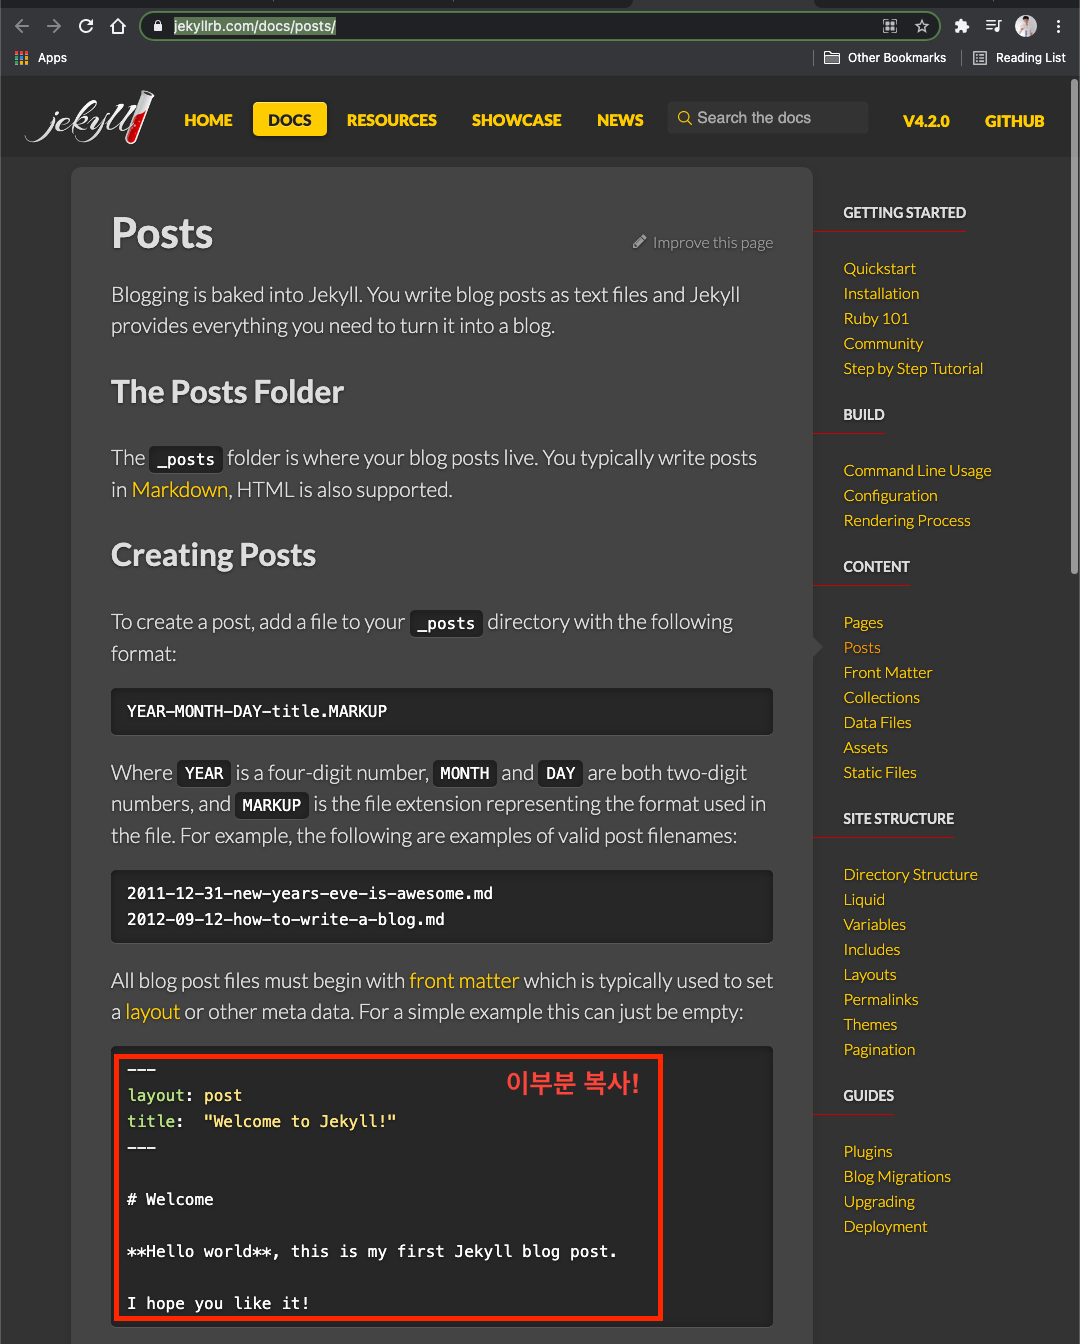 jekyllrb.com/docs/posts/
Apps
Other Bookmarks
Reading List
jekyll
HOME
DOCS
RESOURCES
SHOWCASE
NEWS
Search the docs
V4.2.0
GITHUB
Posts
Improve this page
Blogging is baked into Jekyll. You write blog posts as text files and Jekyll
provides everything you need to turn it into a blog.
The Posts Folder
The _posts folder is where your blog posts live. You typically write posts
in Markdown, HTML is also supported.
Creating Posts
To create a post, add a file to your _posts directory with the following
format:
YEAR-MONTH-DAY-title.MARKUP
Where YEAR is a four-digit number, MONTH and DAY are both two-digit
numbers, and MARKUP is the file extension representing the format used in
the file. For example, the following are examples of valid post filenames:
2011-12-31-new-years-eve-is-awesome.md
2012-09-12-how-to-write-a-blog.md
All blog post files must begin with front matter which is typically used to set
a layout or other meta data. For a simple example this can just be empty:
---
이부분 복사!
layout: post
title:  "Welcome to Jekyll!"
---
# Welcome
**Hello world**, this is my first Jekyll blog post.
I hope you like it!
GETTING STARTED
Quickstart
Installation
Ruby 101
Community
Step by Step Tutorial
BUILD
Command Line Usage
Configuration
Rendering Process
CONTENT
Pages
Posts
Front Matter
Collections
Data Files
Assets
Static Files
SITE STRUCTURE
Directory Structure
Liquid
Variables
Includes
Layouts
Permalinks
Themes
Pagination
GUIDES
Plugins
Blog Migrations
Upgrading
Deployment